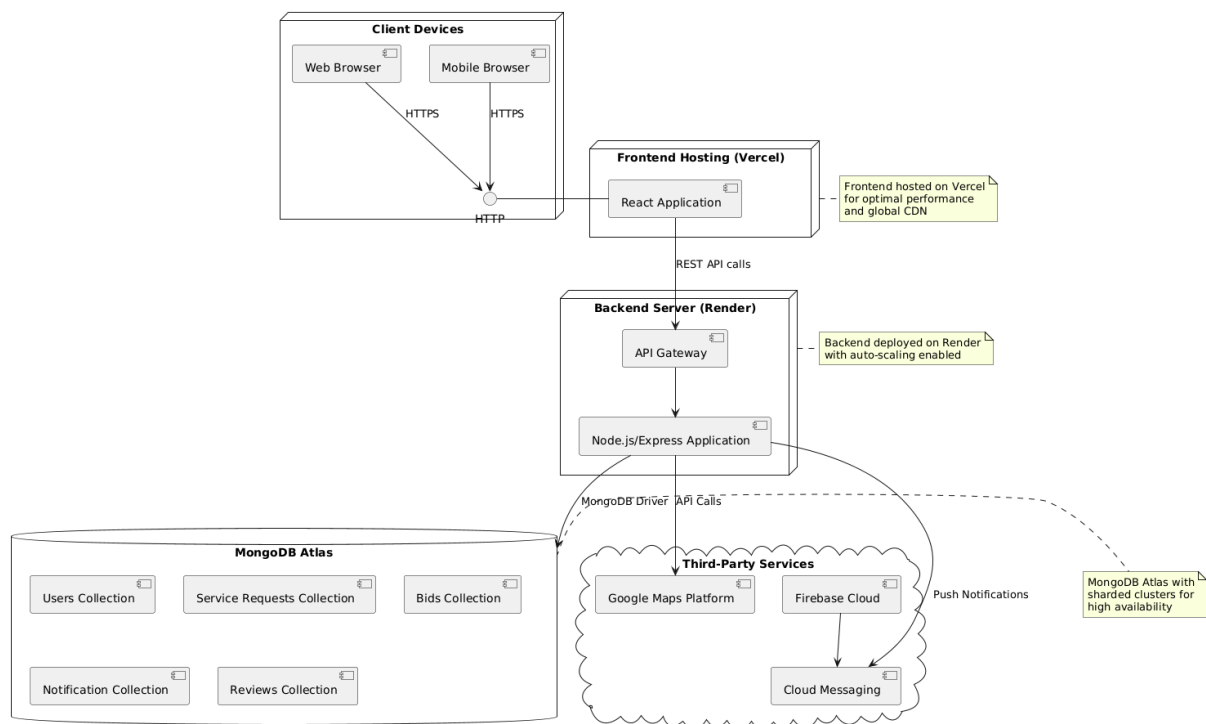 Client Devices
Web Browser
Mobile Browser
HTTPS
HTTPS
HTTP
Frontend Hosting (Vercel)
React Application
Frontend hosted on Vercel
for optimal performance
and global CDN
REST API calls
Backend Server (Render)
API Gateway
Node.js/Express Application
Backend deployed on Render
with auto-scaling enabled
MongoDB Driver
API Calls
Push Notifications
MongoDB Atlas
Users Collection
Service Requests Collection
Bids Collection
Notification Collection
Reviews Collection
Third-Party Services
Google Maps Platform
Firebase Cloud
Cloud Messaging
MongoDB Atlas with
sharded clusters for
high availability